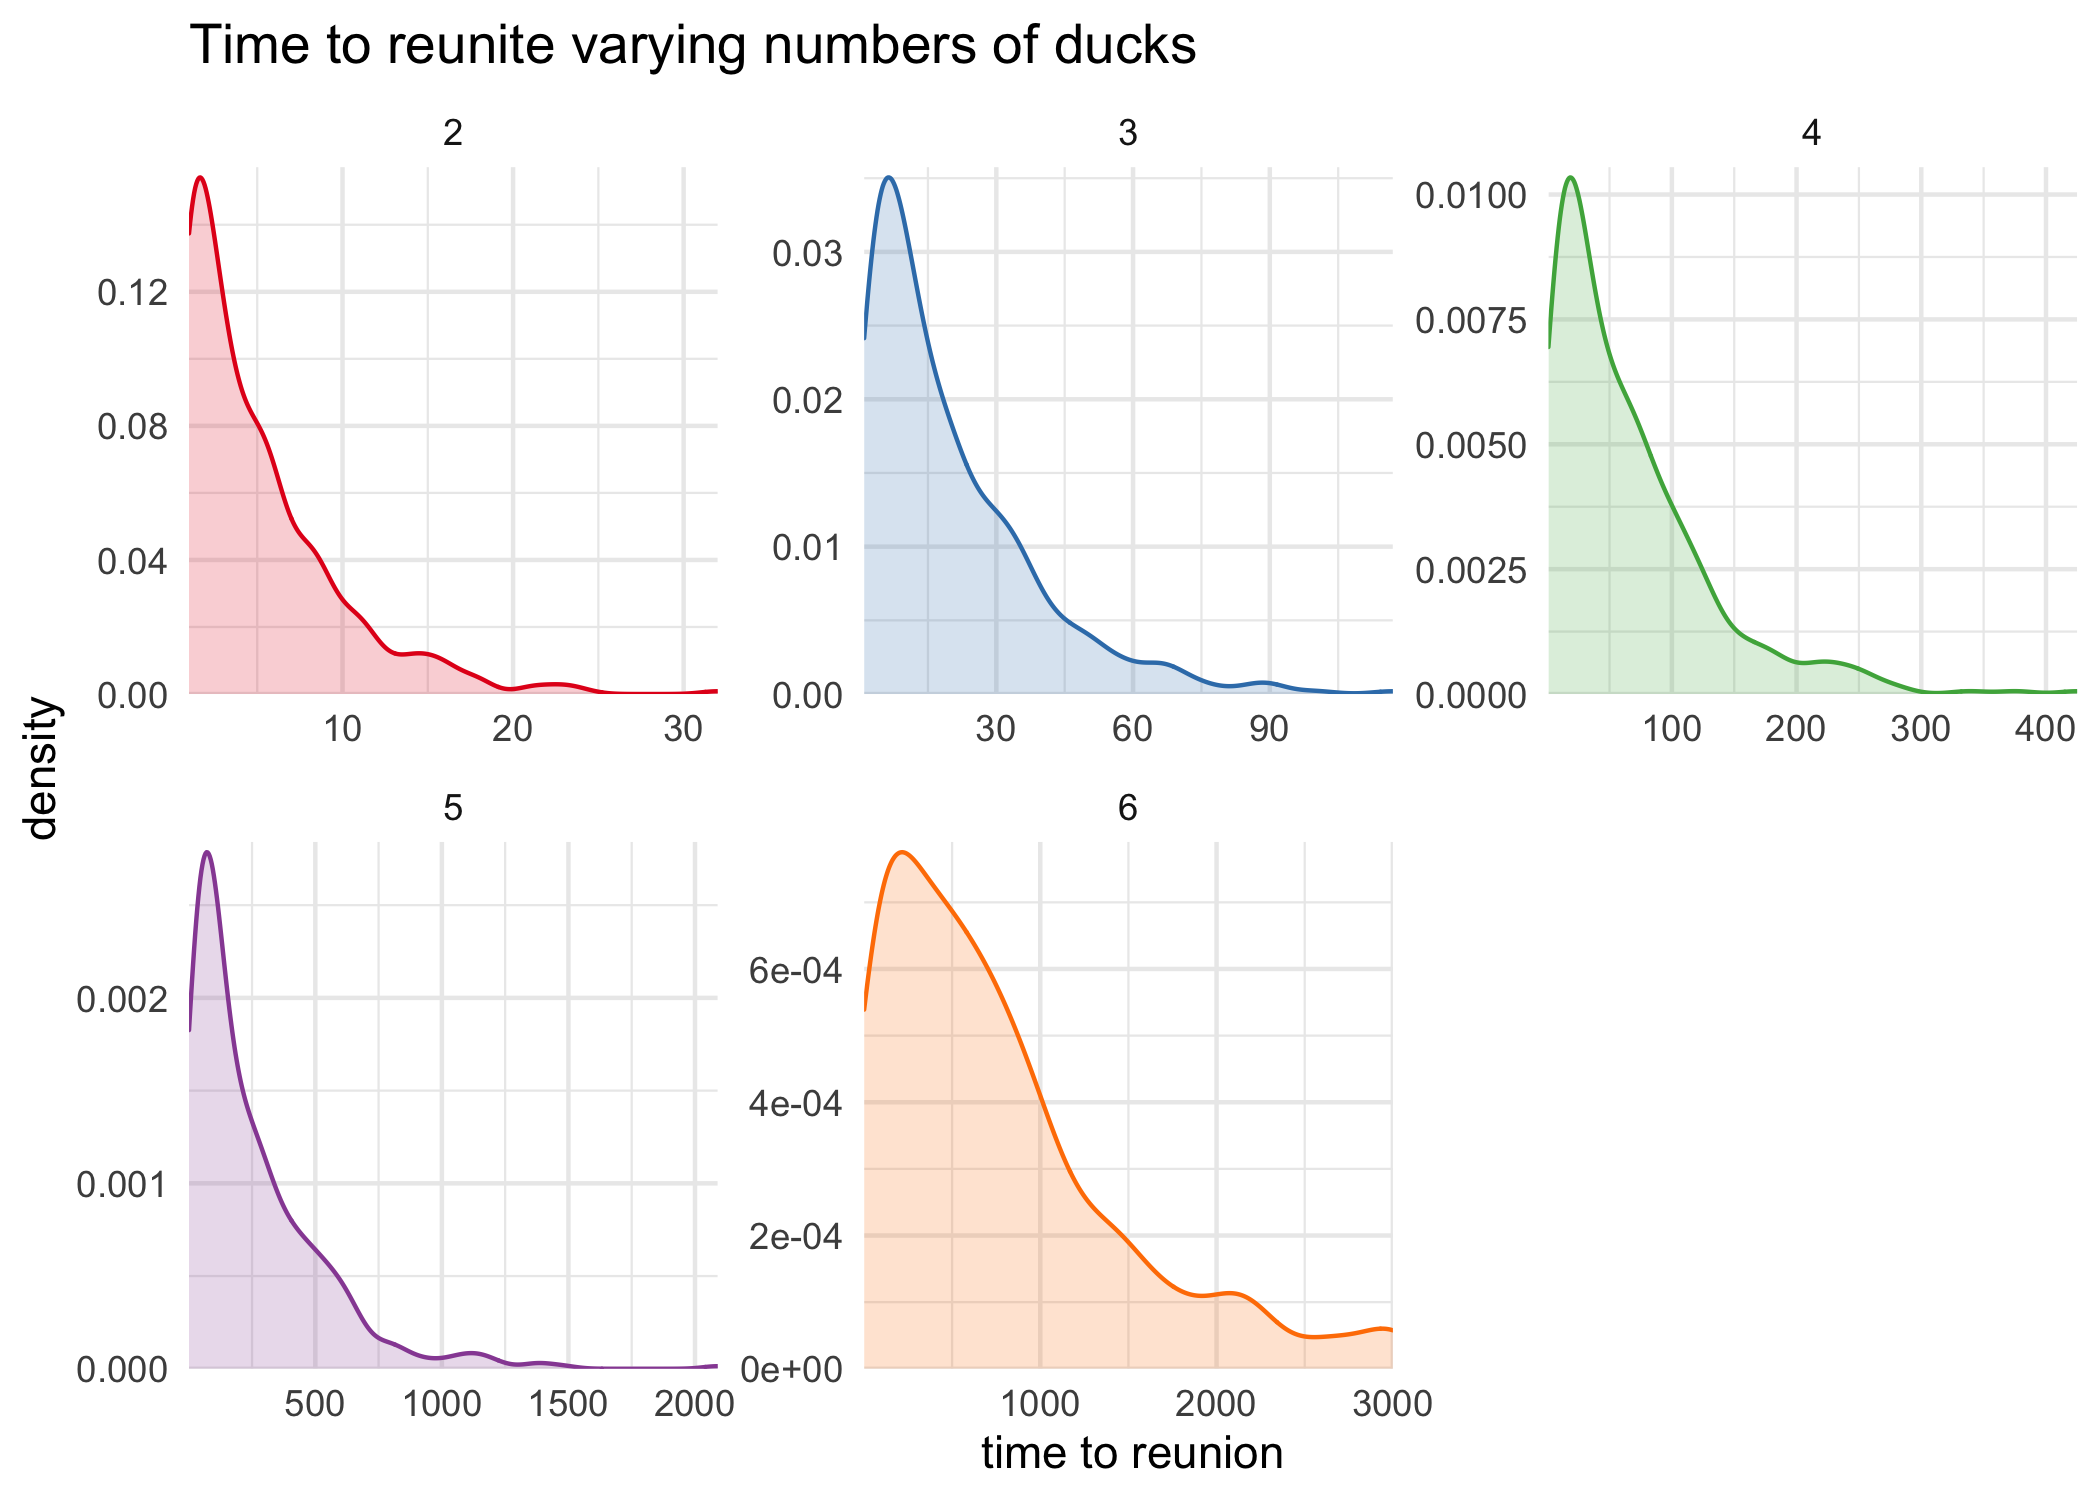 Time to reunite varying numbers of ducks
2
3
4
0.12
0.08
0.04
0.00
10 20 30
0.03
0.02
0.01
0.00
30 60 90
0.0100
0.0075
0.0050
0.0025
0.0000
100 200 300 400
density
5
6
0.002
0.001
0.000
500 1000 1500 2000
6e-04
4e-04
2e-04
0e+00
1000 2000 3000
time to reunion